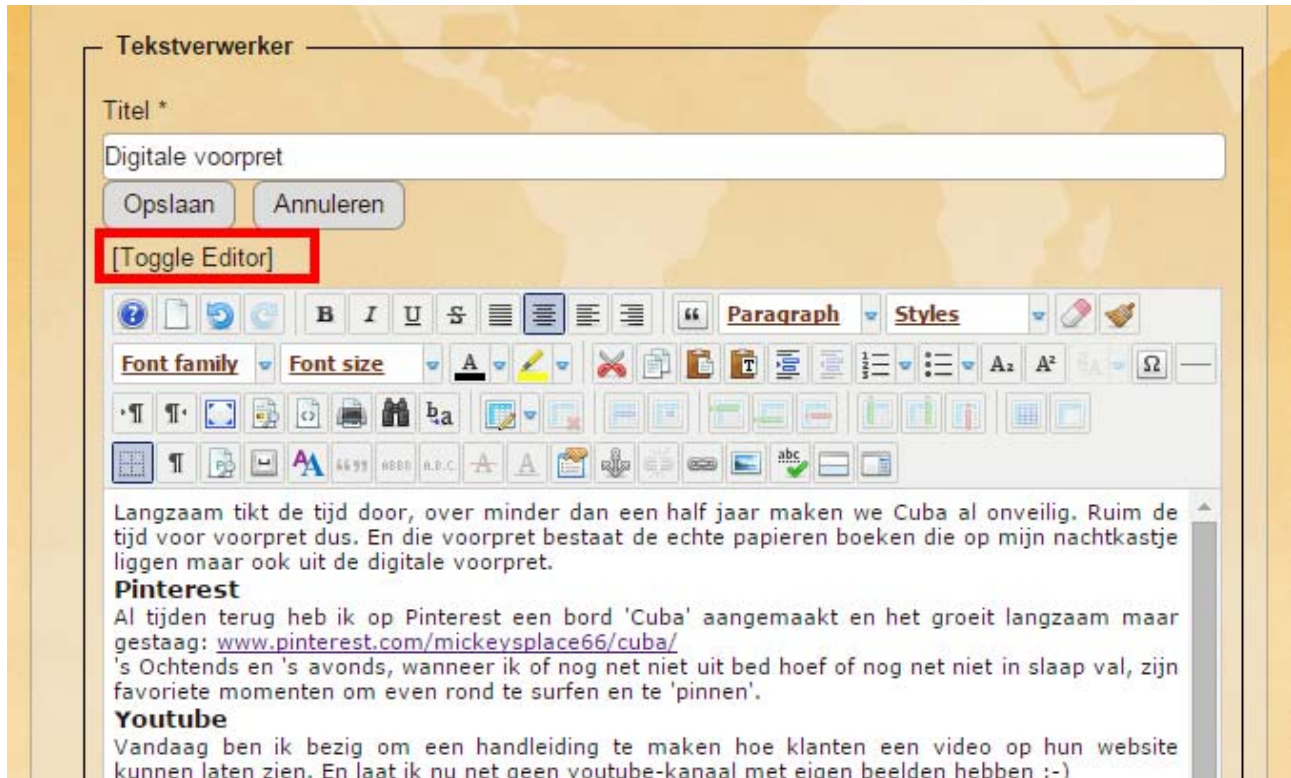 Tekstverwerker
Titel *
Digitale voorpret
Opslaan Annuleren
[Toggle Editor]
B I U S Paragraph Styles
Font family Font size A T A₂ A² Ω
¶ ¶ b a
¶ A 66 99 ABBR A.B.C. A A abc
Langzaam tikt de tijd door, over minder dan een half jaar maken we Cuba al onveilig. Ruim de
tijd voor voorpret dus. En die voorpret bestaat de echte papieren boeken die op mijn nachtkastje
liggen maar ook uit de digitale voorpret.
Pinterest
Al tijden terug heb ik op Pinterest een bord 'Cuba' aangemaakt en het groeit langzaam maar
gestaag: www.pinterest.com/mickeysplace66/cuba/
's Ochtends en 's avonds, wanneer ik of nog net niet uit bed hoef of nog net niet in slaap val, zijn
favoriete momenten om even rond te surfen en te 'pinnen'.
Youtube
Vandaag ben ik bezig om een handleiding te maken hoe klanten een video op hun website
kunnen laten zien. En laat ik nu net geen youtube-kanaal met eigen beelden hebben :-)